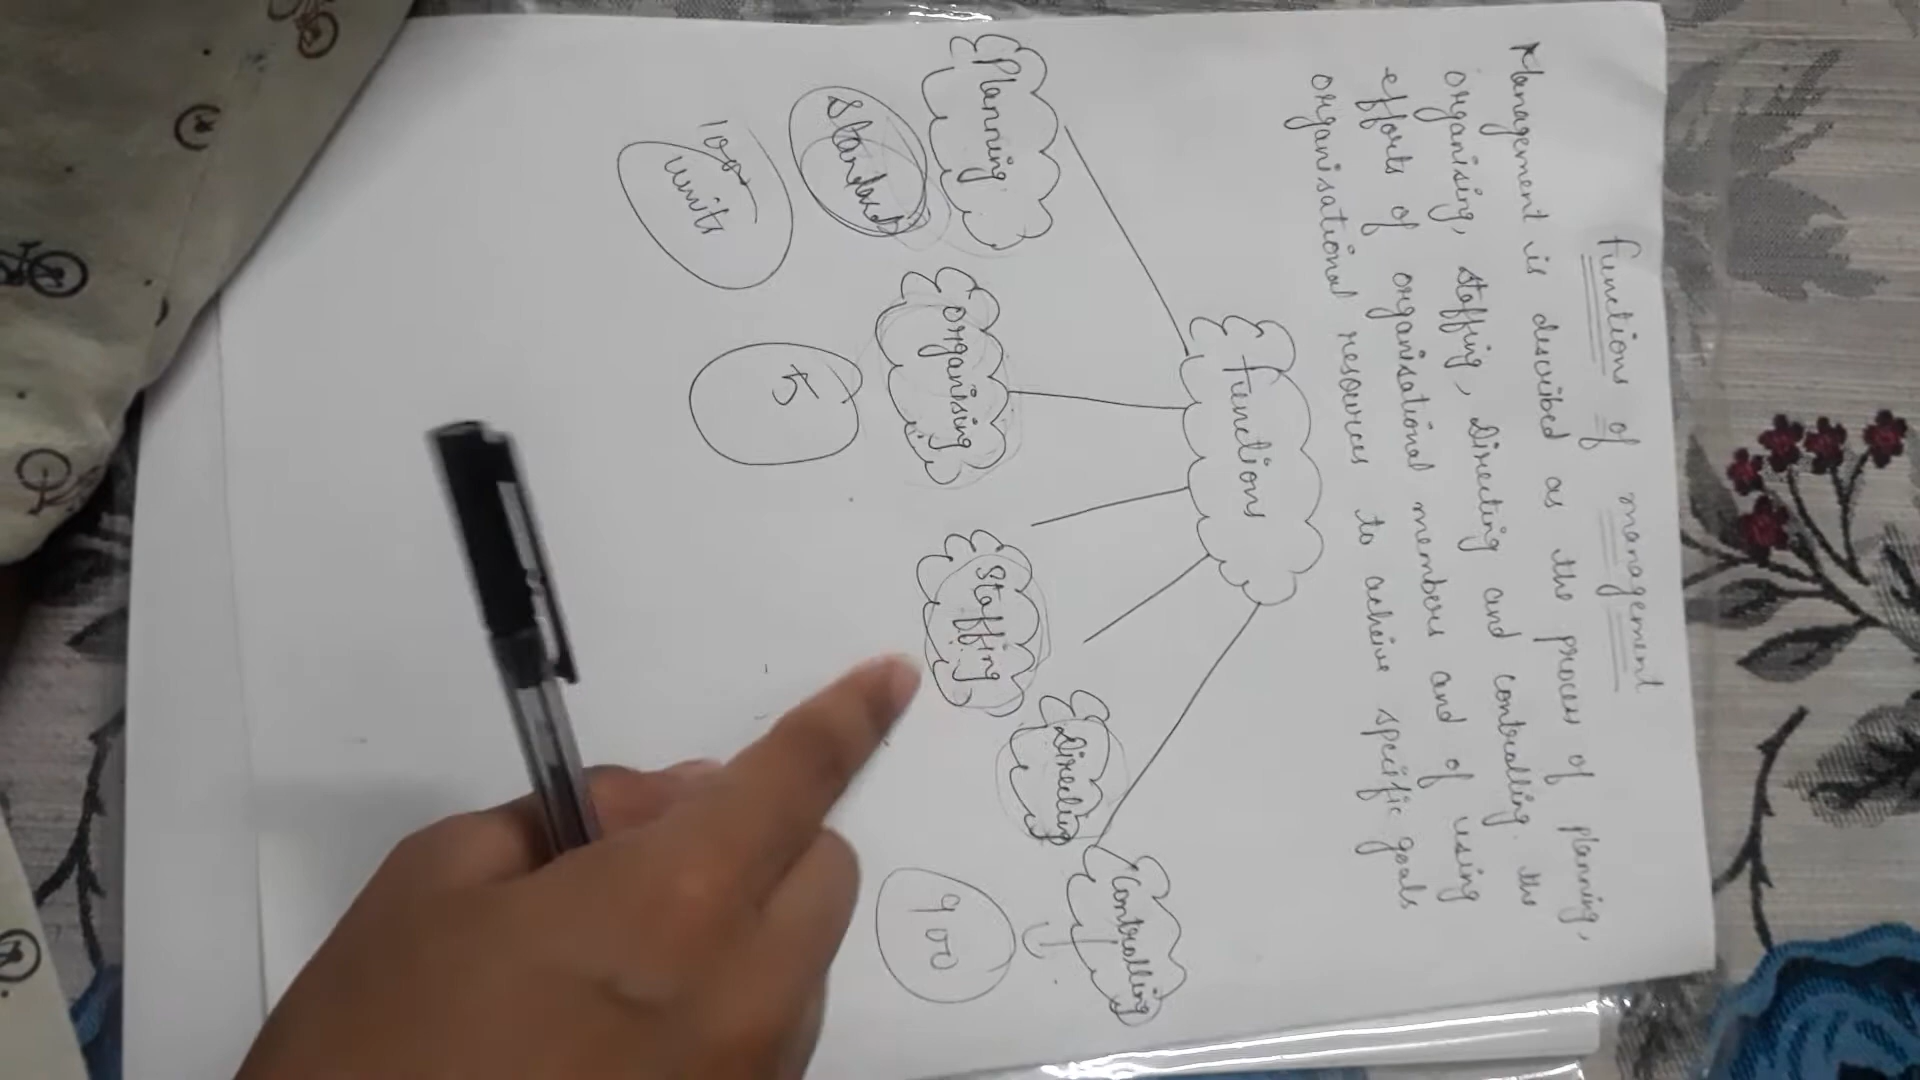 Functions of management
Management is described as the process of planning,
organising, staffing, Directing and controlling. the
efforts of organisational members and of using
organisational resources to acheive specific goals
Functions
Planning
Organising
Staffing
Directing
Controlling
Standard
1000
units
5
900